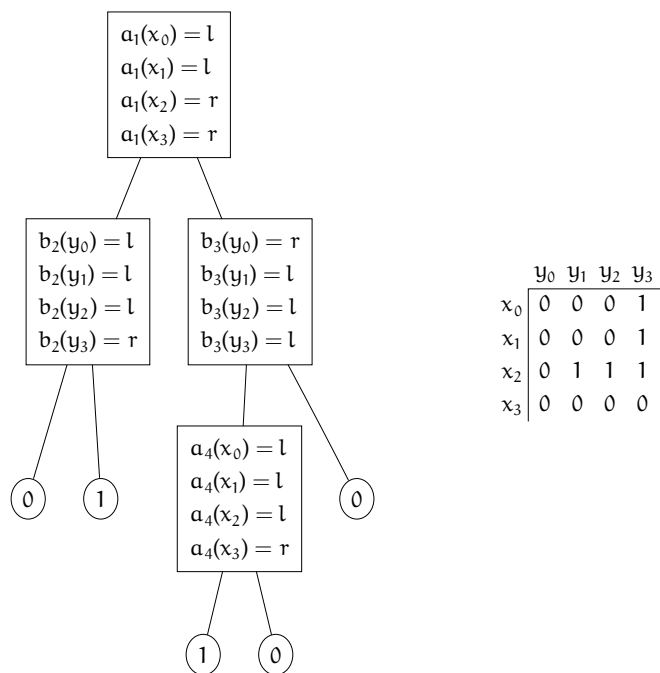 a₁(x₀) = l
a₁(x₁) = l
a₁(x₂) = r
a₁(x₃) = r
b₂(y₀) = l
b₂(y₁) = l
b₂(y₂) = l
b₂(y₃) = r
b₃(y₀) = r
b₃(y₁) = l
b₃(y₂) = l
b₃(y₃) = l
y₀ y₁ y₂ y₃
x₀ 0 0 0 1
x₁ 0 0 0 1
x₂ 0 1 1 1
x₃ 0 0 0 0
a₄(x₀) = l
a₄(x₁) = l
a₄(x₂) = l
a₄(x₃) = r
0 1 0
1 0